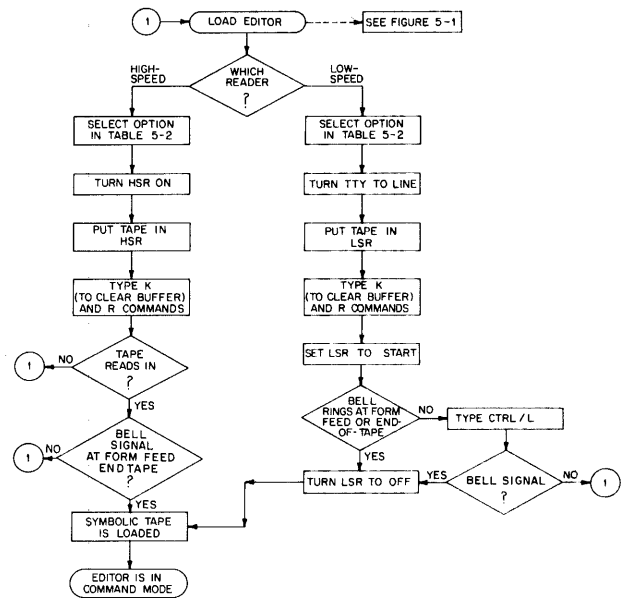 1
LOAD EDITOR
SEE FIGURE 5-1
HIGH-
SPEED
WHICH
READER
?
LOW-
SPEED
SELECT OPTION
IN TABLE 5-2
TURN HSR ON
PUT TAPE IN
HSR
TYPE K
(TO CLEAR BUFFER)
AND R COMMANDS
TAPE
READS IN
?
NO
1
YES
BELL
SIGNAL
AT FORM FEED
END TAPE
?
NO
1
YES
SYMBOLIC TAPE
IS LOADED
EDITOR IS IN
COMMAND MODE
SELECT OPTION
IN TABLE 5-2
TURN TTY TO LINE
PUT TAPE IN
LSR
TYPE K
(TO CLEAR BUFFER)
AND R COMMANDS
SET LSR TO START
BELL
RINGS AT FORM
FEED OR END-
OF-TAPE
NO
TYPE CTRL/L
YES
TURN LSR TO OFF
YES
BELL SIGNAL
?
NO
1